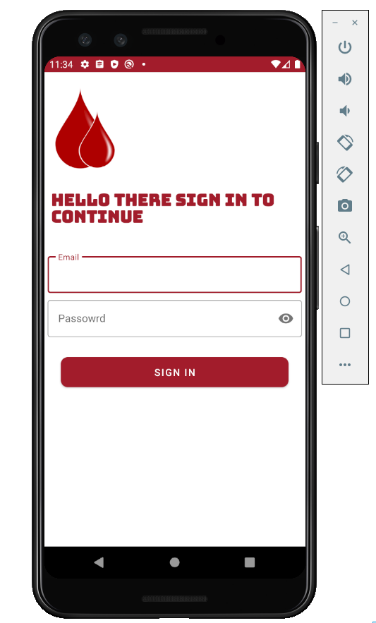 11:34
HELLO THERE SIGN IN TO
CONTINUE
Email
Passowrd
SIGN IN